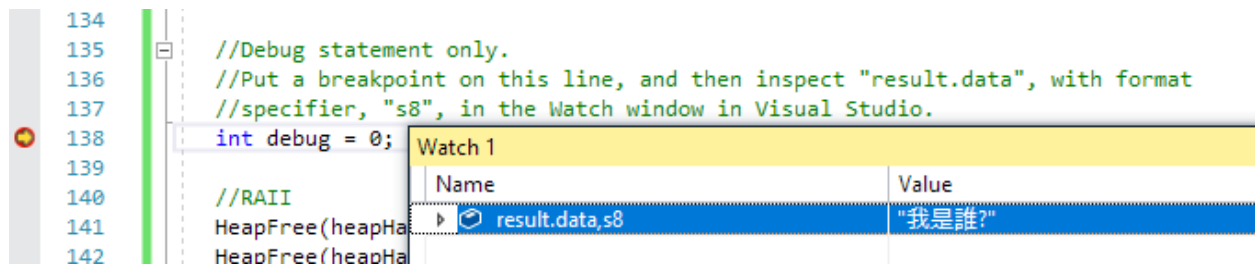 134
135 //Debug statement only.
136 //Put a breakpoint on this line, and then inspect "result.data", with format
137 //specifier, "s8", in the Watch window in Visual Studio.
138 int debug = 0;
139
140 //RAII
141 HeapFree(heapHa
142 HeapFree(heapHa
Watch 1
Name Value
result.data,s8 "我是誰?"